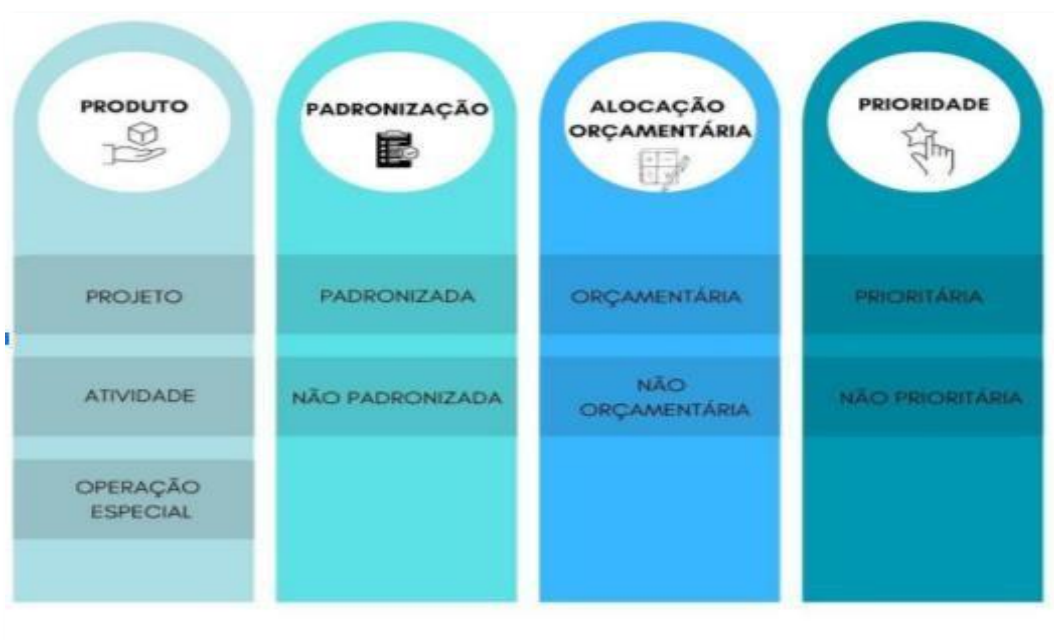 PRODUTO
PROJETO
ATIVIDADE
OPERAÇÃO
ESPECIAL
PADRONIZAÇÃO
PADRONIZADA
NÃO PADRONIZADA
ALOCAÇÃO
ORÇAMENTÁRIA
ORÇAMENTÁRIA
NÃO
ORÇAMENTÁRIA
PRIORIDADE
PRIORITÁRIA
NÃO PRIORITÁRIA